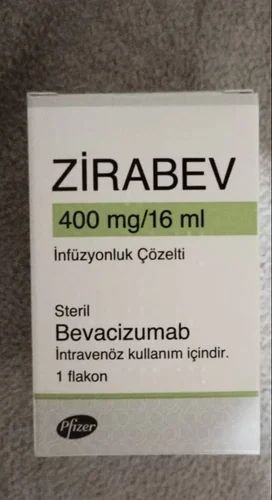 ZİRABEV
400 mg/16 ml
İnfüzyonluk Çözelti
Steril
Bevacizumab
İntravenöz kullanım içindir.
1 flakon
Pfizer